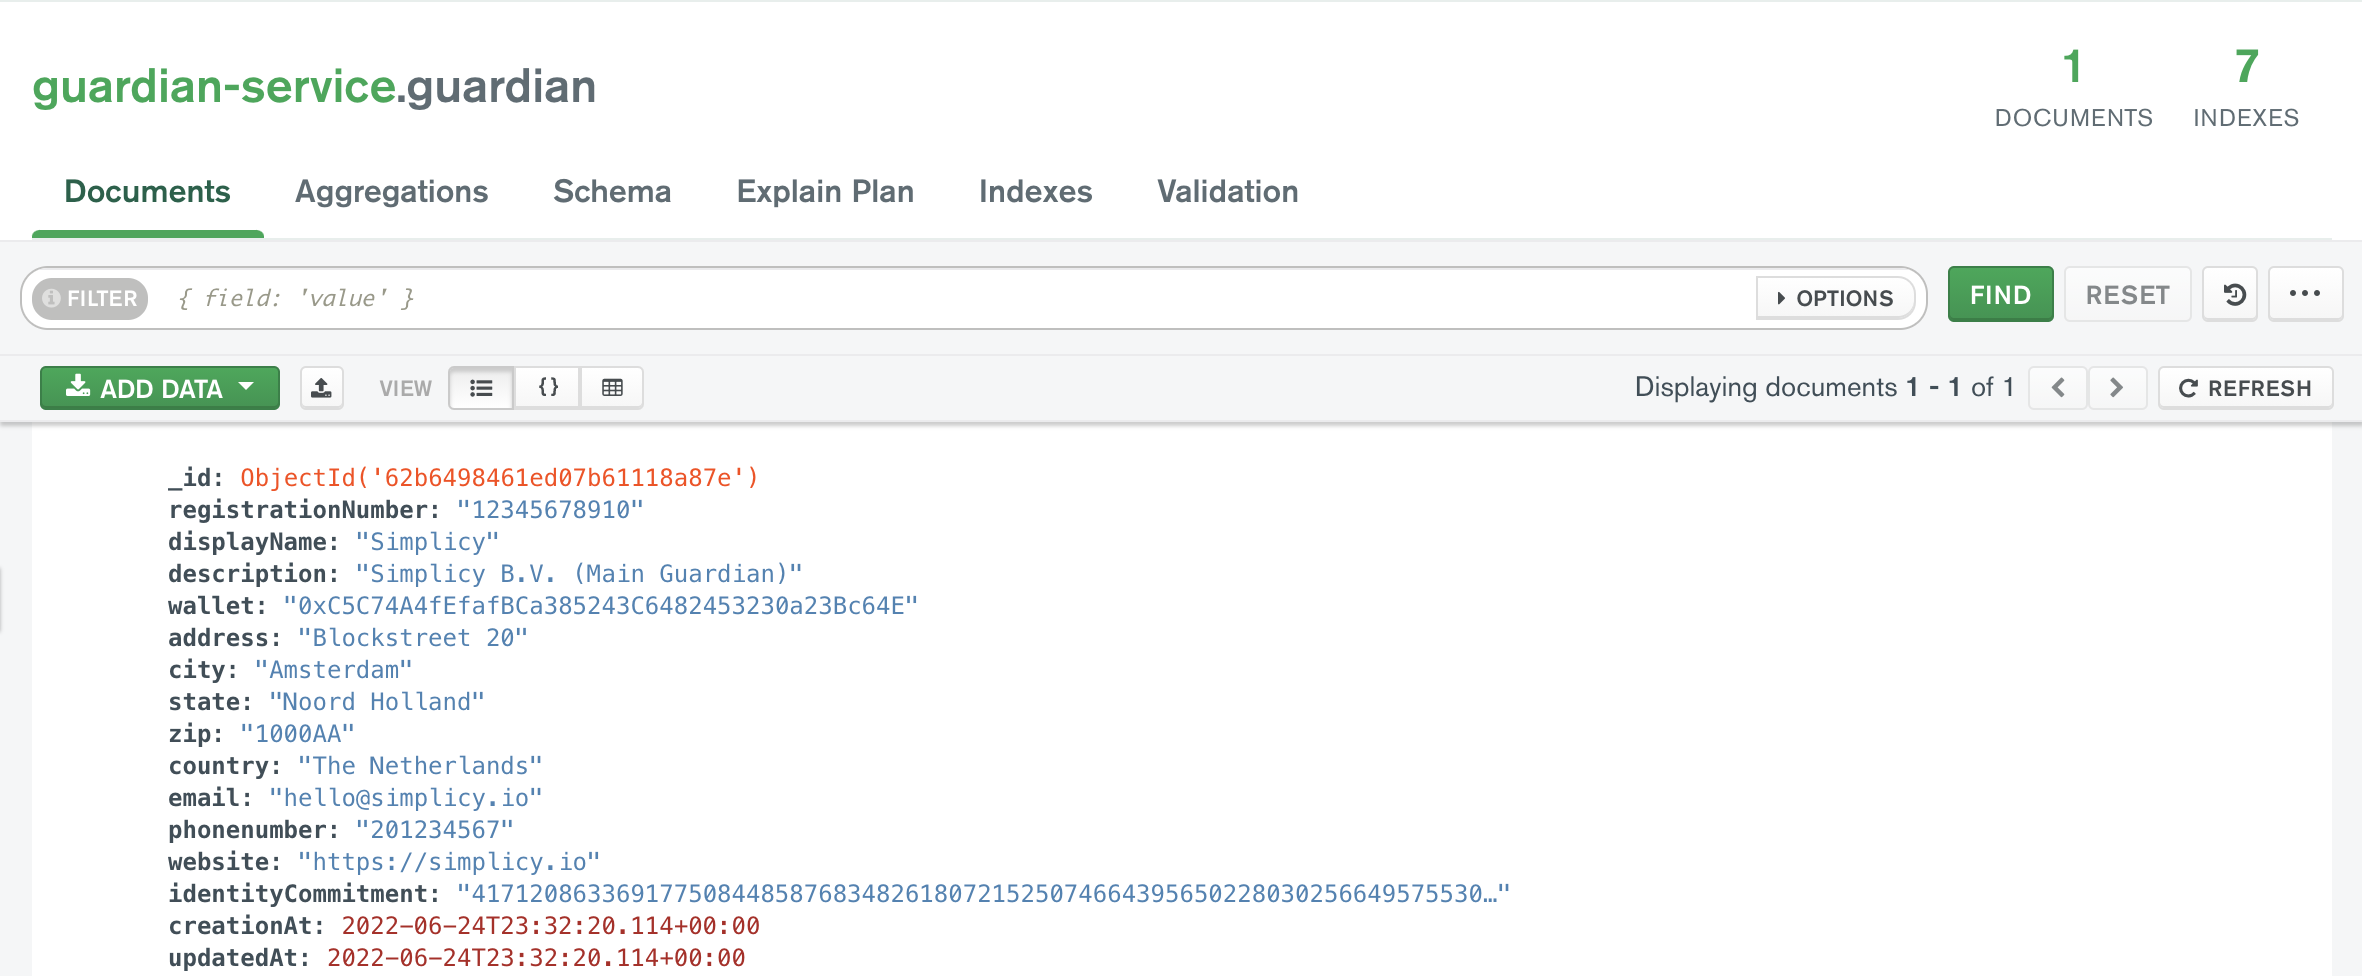 guardian-service.guardian
1
DOCUMENTS
7
INDEXES
Documents Aggregations Schema Explain Plan Indexes Validation
FILTER { field: 'value' } OPTIONS FIND RESET ...
ADD DATA VIEW {} Displaying documents 1 - 1 of 1 < > REFRESH
_id: ObjectId('62b6498461ed07b61118a87e')
registrationNumber: "12345678910"
displayName: "Simplicy"
description: "Simplicy B.V. (Main Guardian)"
wallet: "0xC5C74A4fEfafBCa385243C6482453230a23Bc64E"
address: "Blockstreet 20"
city: "Amsterdam"
state: "Noord Holland"
zip: "1000AA"
country: "The Netherlands"
email: "hello@simplicy.io"
phonenumber: "201234567"
website: "https://simplicy.io"
identityCommitment: "4171208633691775084485876834826180721525074664395650228030256649575530…"
creationAt: 2022-06-24T23:32:20.114+00:00
updatedAt: 2022-06-24T23:32:20.114+00:00